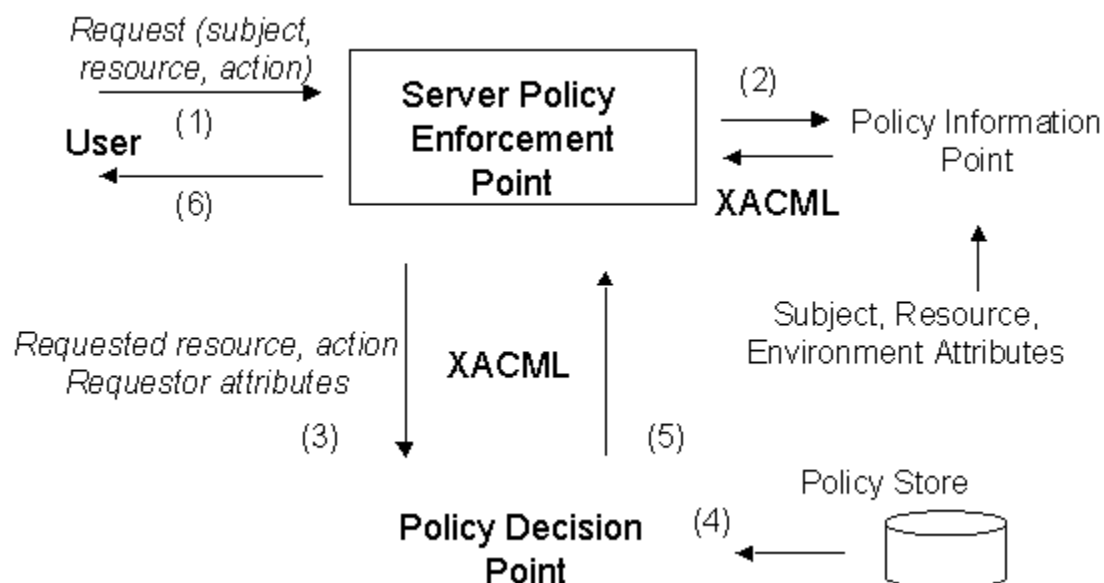 Request (subject,
resource, action)
(1)
User
(6)
Server Policy
Enforcement
Point
(2)
Policy Information
Point
XACML
Subject, Resource,
Environment Attributes
Requested resource, action
Requestor attributes
(3)
XACML
(5)
Policy Store
(4)
Policy Decision
Point